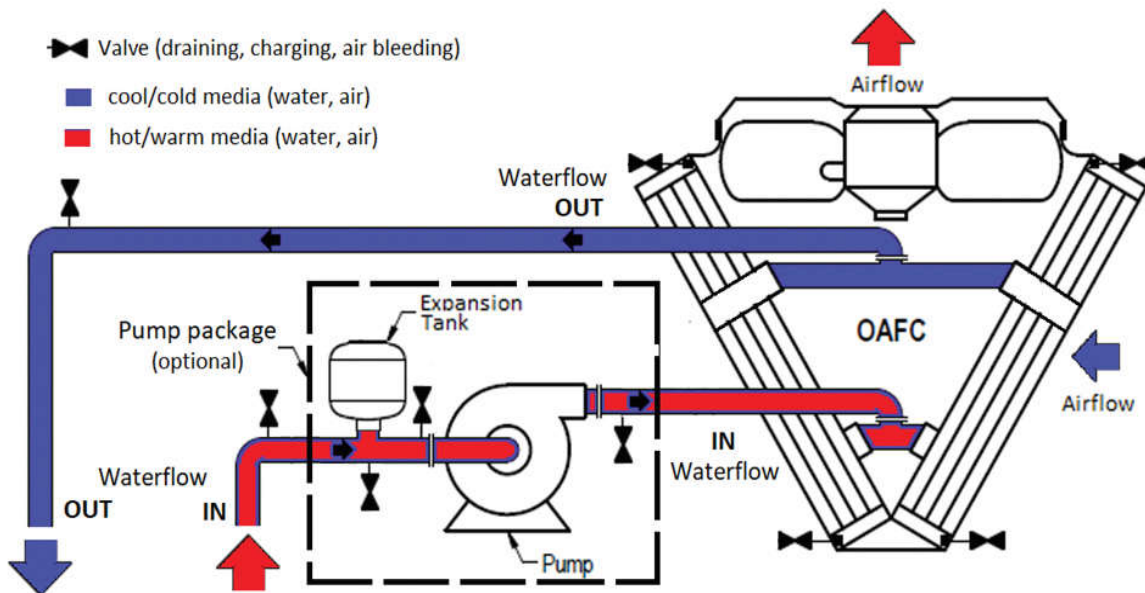 Valve (draining, charging, air bleeding)
cool/cold media (water, air)
hot/warm media (water, air)
Airflow
Waterflow
OUT
Expansion
Tank
Pump package
(optional)
OAFC
Airflow
IN
Waterflow
Waterflow
OUT
IN
Pump